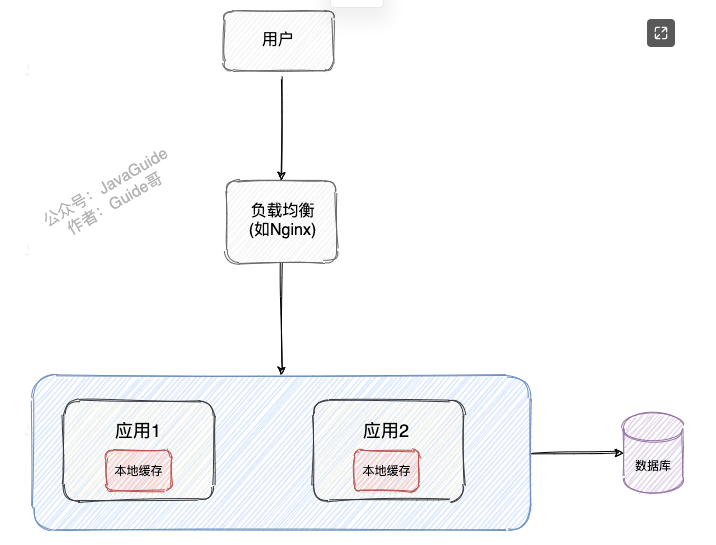 用户
公众号：JavaGuide
作者：Guide哥
负载均衡
(如Nginx)
应用1
本地缓存
应用2
本地缓存
数据库